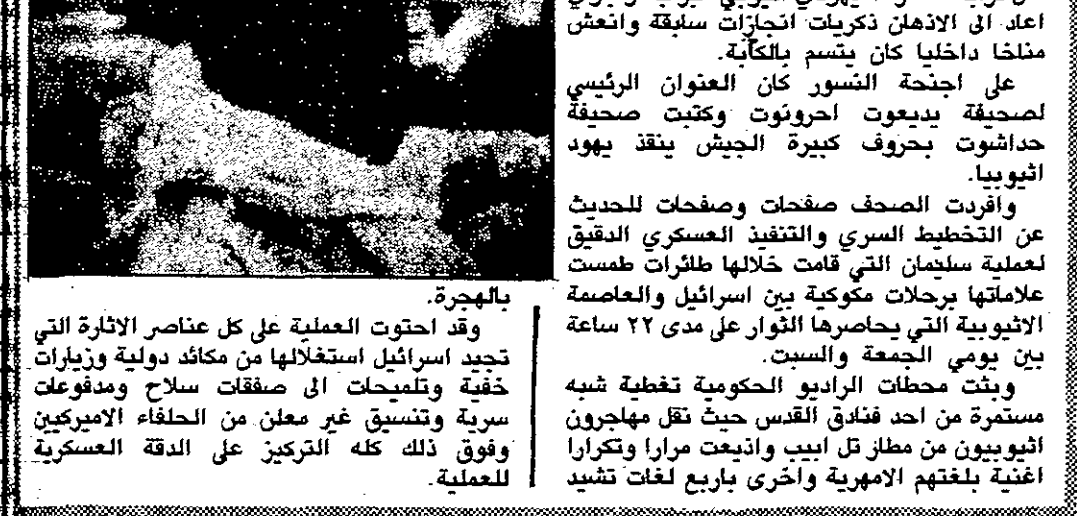 اعاد الى الاذهان ذكريات انجازات سابقة وانعش
مناخا داخليا كان يتسم بالكآبة.
على اجنحة النسور كان العنوان الرئيسي
لصحيفة يديعوت احرونوت وكتبت صحيفة
حداشوت بحروف كبيرة الجيش ينقذ يهود
اثيوبيا.
وافردت الصحف صفحات وصفحات للحديث
عن التخطيط السري والتنفيذ العسكري الدقيق
لعملية سليمان التي قامت خلالها طائرات طمست
علاماتها برحلات مكوكية بين اسرائيل والعاصمة
الاثيوبية التي يحاصرها الثوار على مدى ٢٢ ساعة
بين يومي الجمعة والسبت.
وبثت محطات الراديو الحكومية تغطية شبه
مستمرة من احد فنادق القدس حيث نقل مهاجرون
اثيوبيون من مطار تل ابيب واذيعت مرارا وتكرارا
اغنية بلغتهم الامهرية واخرى باربع لغات تشيد
بالهجرة.
وقد احتوت العملية على كل عناصر الاثارة التي
تجيد اسرائيل استغلالها من مكائد دولية وزيارات
خفية وتلميحات الى صفقات سلاح ومدفوعات
سرية وتنسيق غير معلن من الحلفاء الاميركيين
وفوق ذلك كله التركيز على الدقة العسكرية
للعملية.